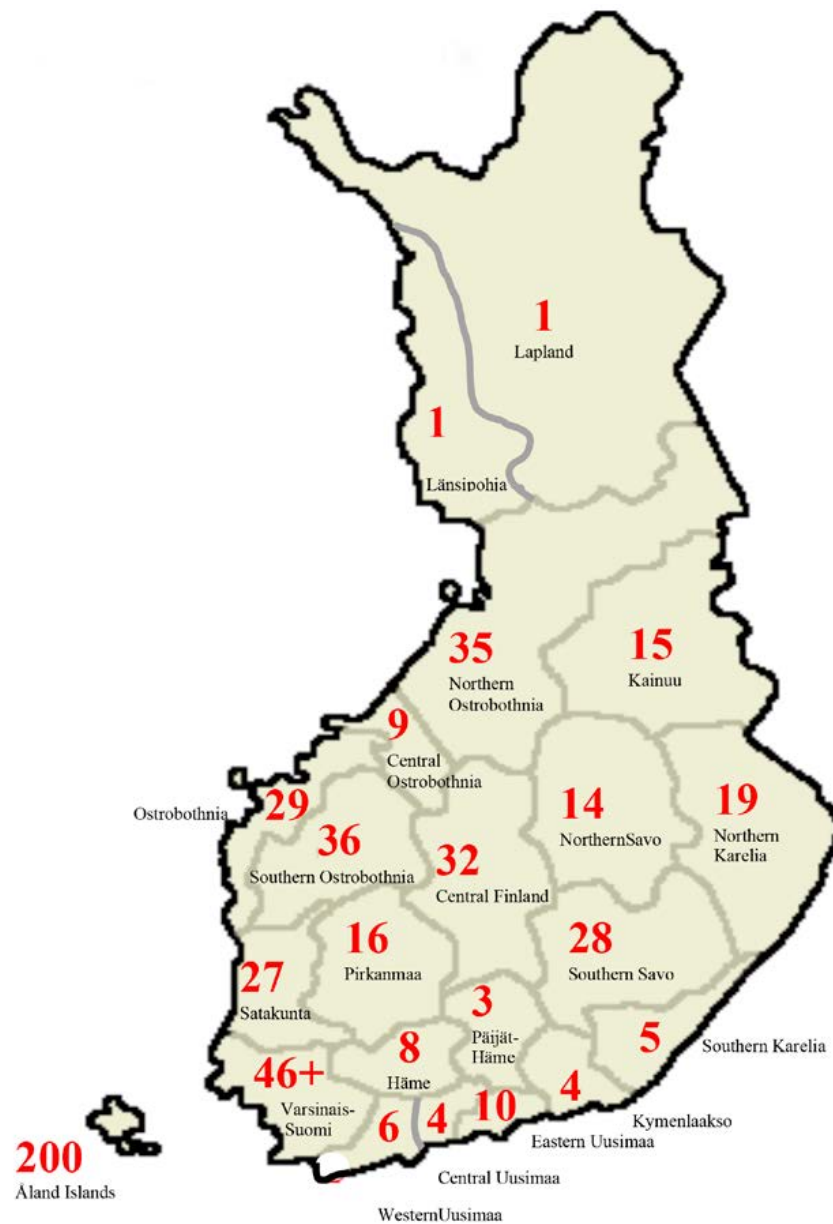 1
Lapland
1
Länsipohja
35
Northern
Ostrobothnia
15
Kainuu
9
Central
Ostrobothnia
29
Ostrobothnia
36
Southern Ostrobothnia
32
Central Finland
14
NorthernSavo
19
Northern
Karelia
16
Pirkanmaa
28
Southern Savo
27
Satakunta
3
Päijät-
Häme
5
Southern Karelia
46+
Varsinais-
Suomi
8
Häme
4
Kymenlaakso
10
Eastern Uusimaa
4
Central Uusimaa
6
WesternUusimaa
200
Åland Islands